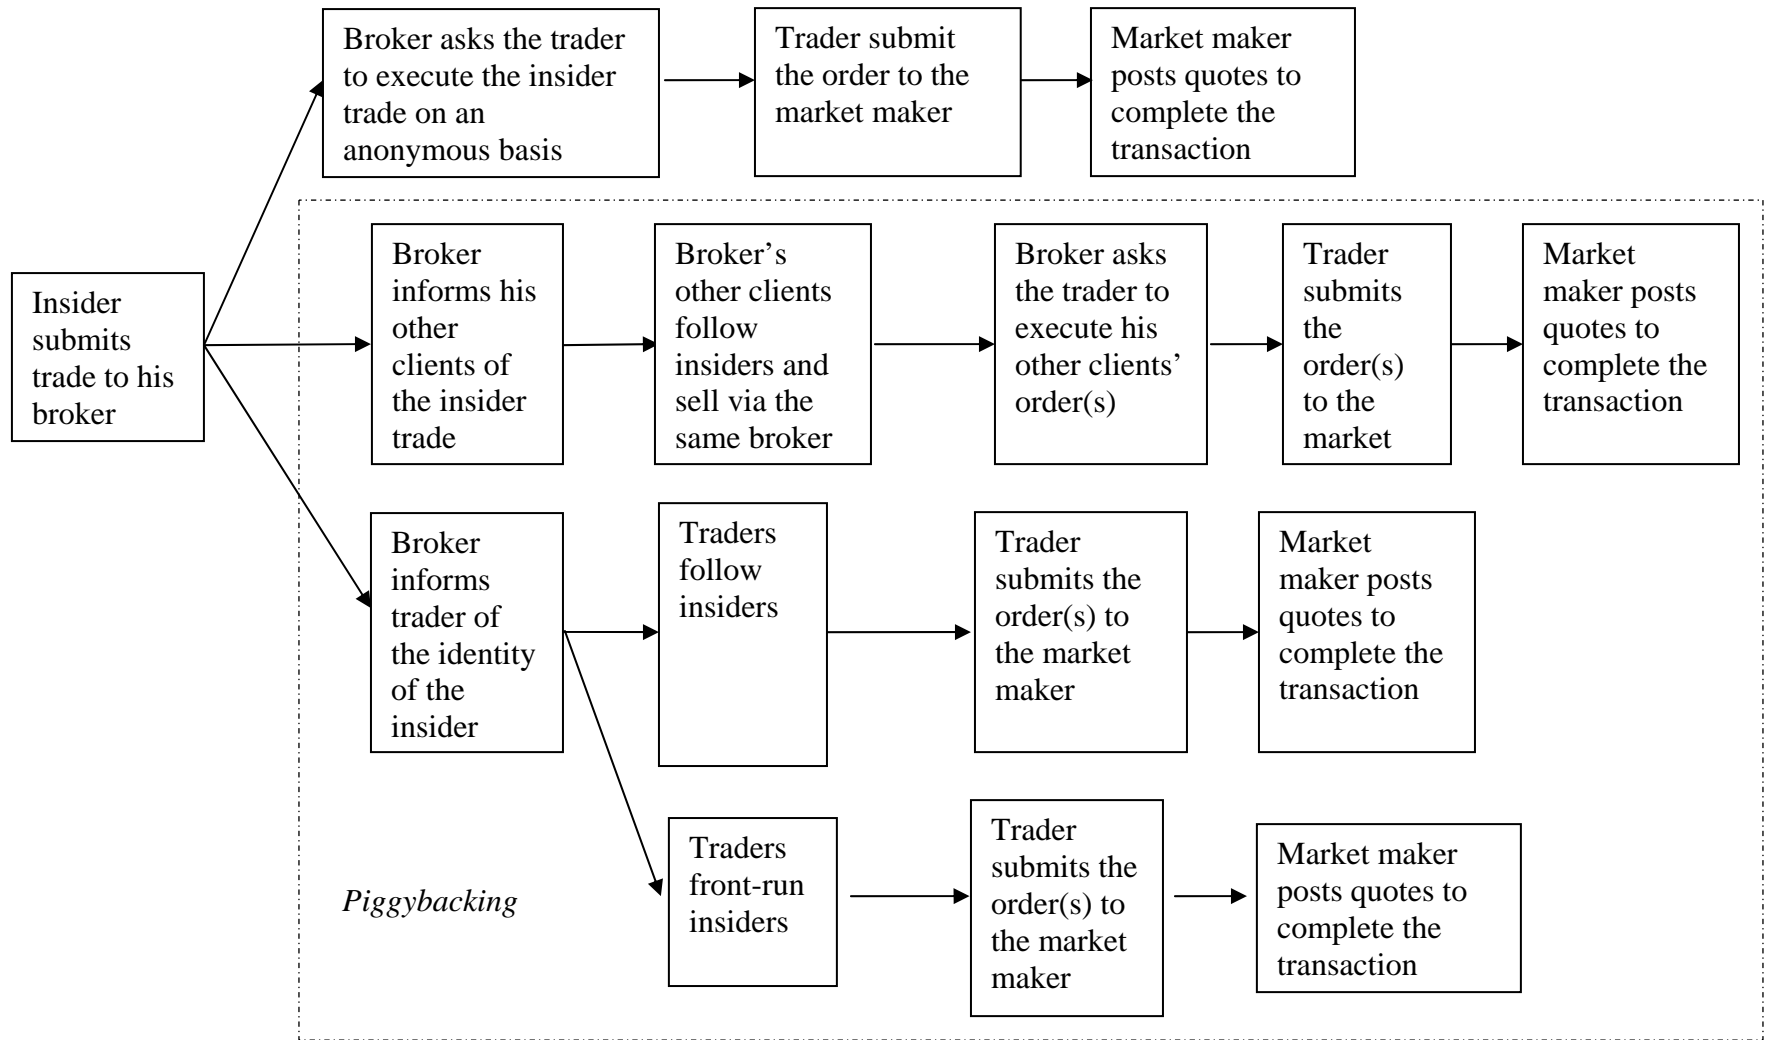 Broker asks the trader
to execute the insider
trade on an
anonymous basis
Trader submit
the order to the
market maker
Market maker
posts quotes to
complete the
transaction
Insider
submits
trade to his
broker
Broker
informs his
other
clients of
the insider
trade
Broker’s
other clients
follow
insiders and
sell via the
same broker
Broker asks
the trader to
execute his
other clients’
order(s)
Trader
submits
the
order(s)
to the
market
Market
maker posts
quotes to
complete the
transaction
Broker
informs
trader of
the identity
of the
insider
Traders
follow
insiders
Trader
submits the
order(s) to
the market
maker
Market
maker posts
quotes to
complete the
transaction
Piggybacking
Traders
front-run
insiders
Trader
submits the
order(s) to
the market
maker
Market maker
posts quotes to
complete the
transaction